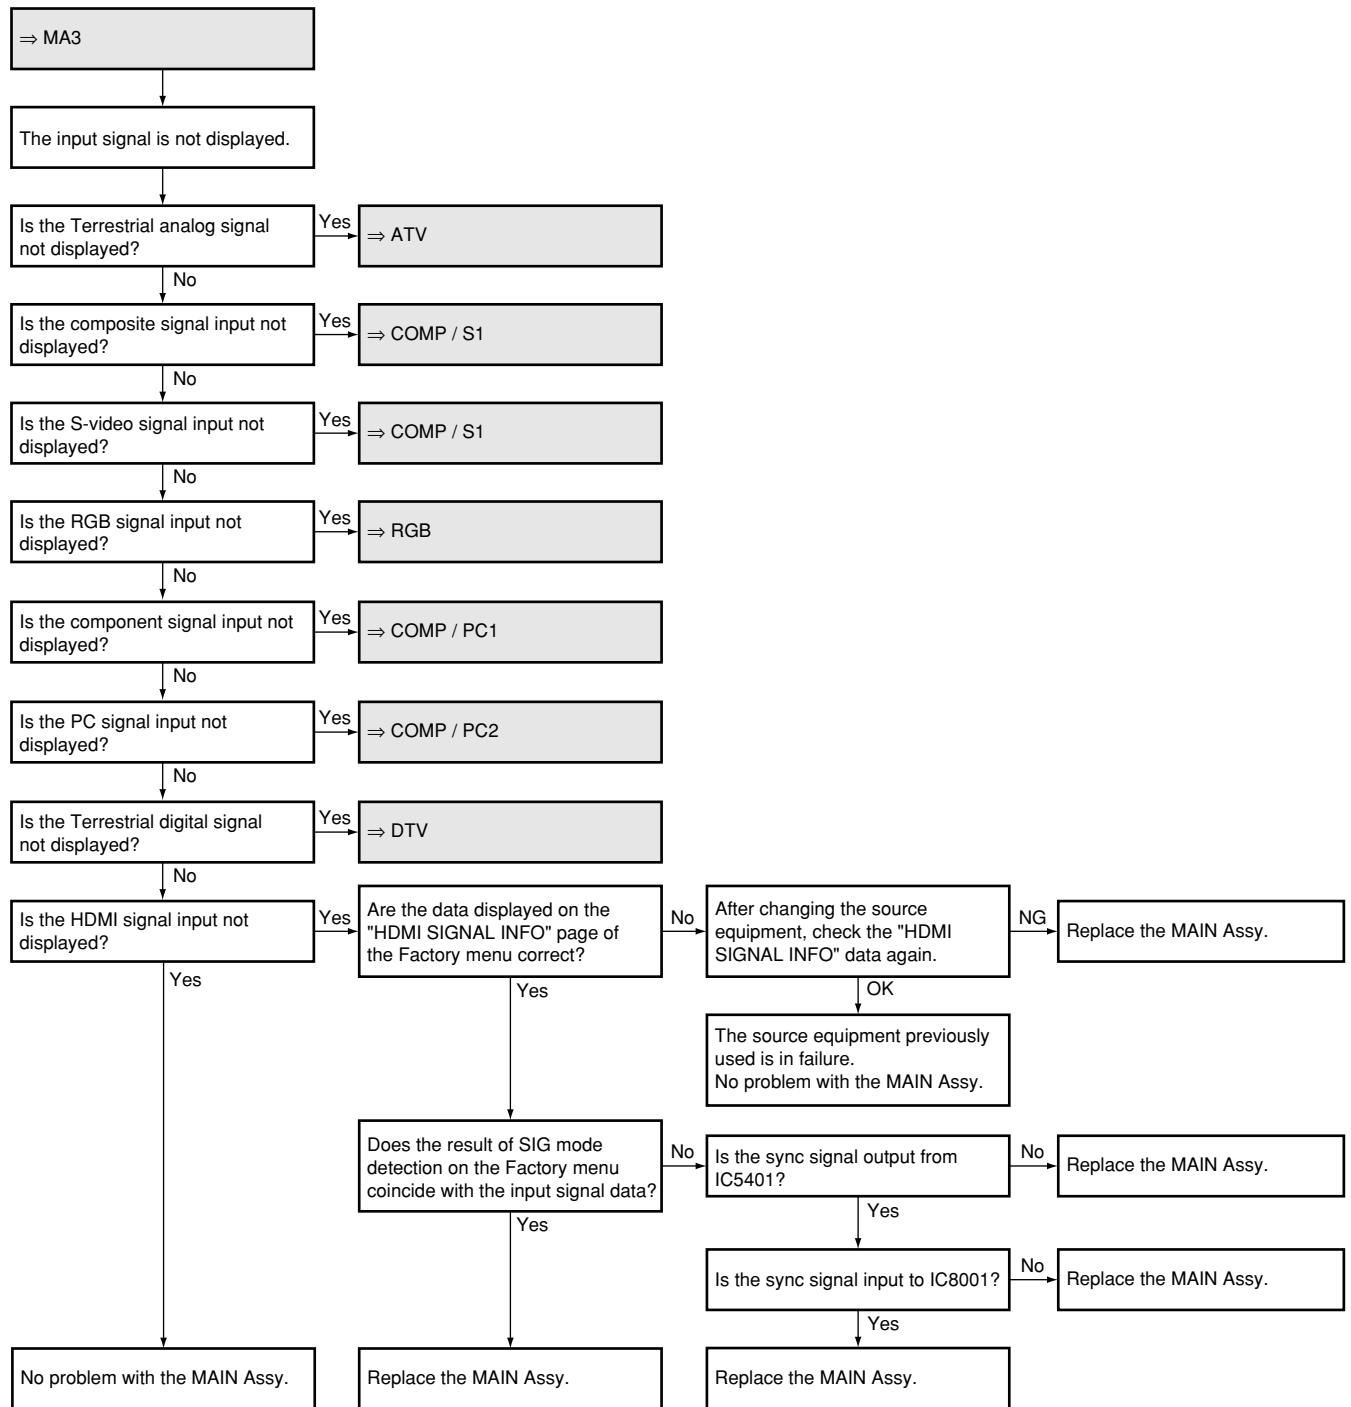 ⇒ MA3
The input signal is not displayed.
Is the Terrestrial analog signal
not displayed?
Yes
⇒ ATV
No
Is the composite signal input not
displayed?
Yes
⇒ COMP / S1
No
Is the S-video signal input not
displayed?
Yes
⇒ COMP / S1
No
Is the RGB signal input not
displayed?
Yes
⇒ RGB
No
Is the component signal input not
displayed?
Yes
⇒ COMP / PC1
No
Is the PC signal input not
displayed?
Yes
⇒ COMP / PC2
No
Is the Terrestrial digital signal
not displayed?
Yes
⇒ DTV
No
Is the HDMI signal input not
displayed?
Yes
Are the data displayed on the
"HDMI SIGNAL INFO" page of
the Factory menu correct?
No
After changing the source
equipment, check the "HDMI
SIGNAL INFO" data again.
NG
Replace the MAIN Assy.
Yes
Yes
OK
The source equipment previously
used is in failure.
No problem with the MAIN Assy.
Does the result of SIG mode
detection on the Factory menu
coincide with the input signal data?
No
Is the sync signal output from
IC5401?
No
Replace the MAIN Assy.
Yes
Yes
Is the sync signal input to IC8001?
No
Replace the MAIN Assy.
Yes
No problem with the MAIN Assy.
Replace the MAIN Assy.
Replace the MAIN Assy.